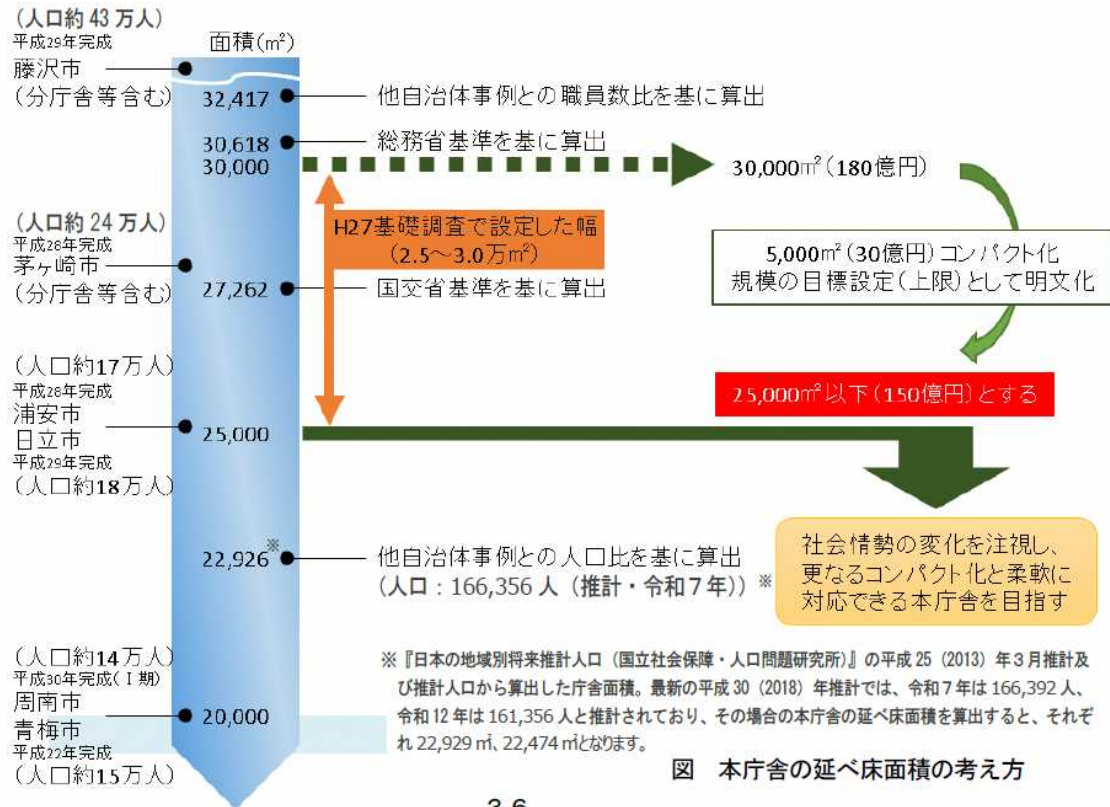 (人口約 43 万人)
平成29年完成
藤沢市
(分庁舎等含む)
面積(㎡)
32,417 他自治体事例との職員数比を基に算出
30,618 総務省基準を基に算出
30,000
30,000㎡(180億円)
H27基礎調査で設定した幅
(2.5~3.0万㎡)
5,000㎡(30億円)コンパクト化
規模の目標設定(上限)として明文化
(人口約 24 万人)
平成28年完成
茅ヶ崎市
(分庁舎等含む)
27,262 国交省基準を基に算出
25,000㎡以下(150億円)とする
(人口約17万人)
平成28年完成
浦安市
日立市
平成29年完成
(人口約18万人)
25,000
22,926※ 他自治体事例との人口比を基に算出
(人口:166,356 人(推計・令和7年))※
社会情勢の変化を注視し、
更なるコンパクト化と柔軟に
対応できる本庁舎を目指す
(人口約14万人)
平成30年完成(Ⅰ期)
周南市
青梅市
平成22年完成
(人口約15万人)
20,000
※『日本の地域別将来推計人口(国立社会保障・人口問題研究所)』の平成 25(2013)年3月推計及
び推計人口から算出した庁舎面積。最新の平成 30(2018)年推計では、令和7年は 166,392 人、
令和12年は 161,356 人と推計されており、その場合の本庁舎の延べ床面積を算出すると、それぞ
れ 22,929 ㎡、22,474 ㎡となります。
図 本庁舎の延べ床面積の考え方